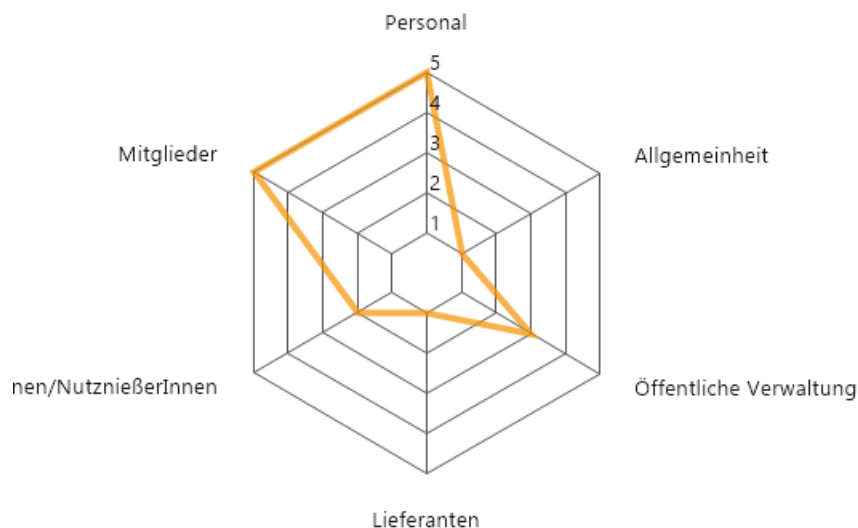 Personal
5
4
3
2
1
Mitglieder
Allgemeinheit
nen/NutznießerInnen
Öffentliche Verwaltung
Lieferanten